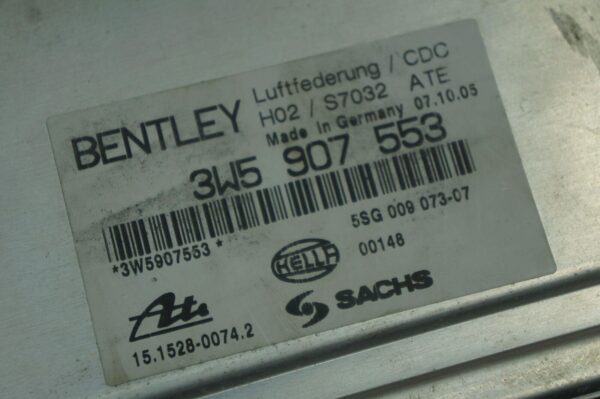 BENTLEY
Luftfederung / CDC
H02 / S7032 ATE
Made in Germany 07.10.05
3W5 907 553
*3W5907553*
5SG 009 073-07
HELLA
00148
Ate
SACHS
15.1528-0074.2